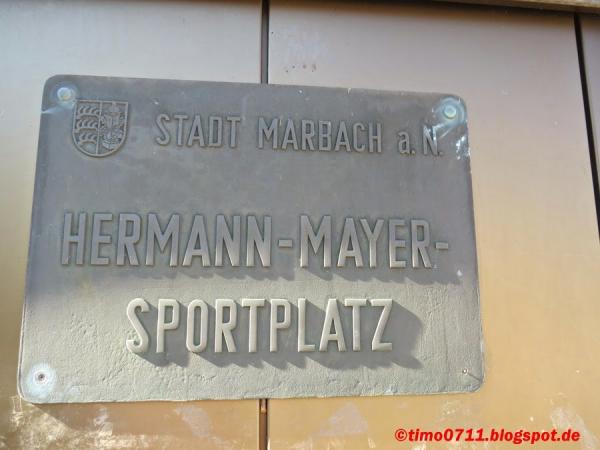 STADT MARBACH a. N.
HERMANN-MAYER-
SPORTPLATZ
©timo0711.blogspot.de